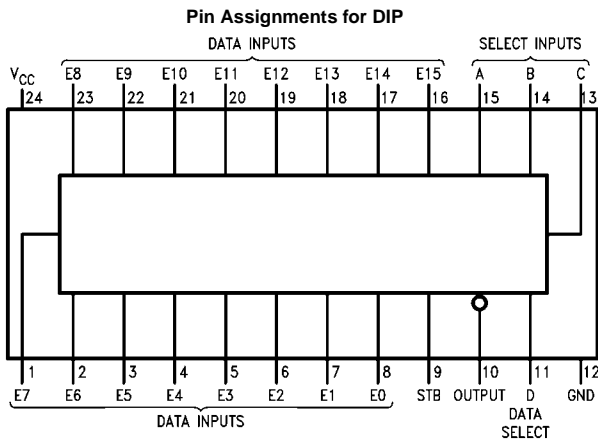 Pin Assignments for DIP
DATA INPUTS SELECT INPUTS
VCC E8 E9 E10 E11 E12 E13 E14 E15 A B C
24 23 22 21 20 19 18 17 16 15 14 13
1 2 3 4 5 6 7 8 9 10 11 12
E7 E6 E5 E4 E3 E2 E1 E0 STB OUTPUT D GND
DATA INPUTS DATA
SELECT